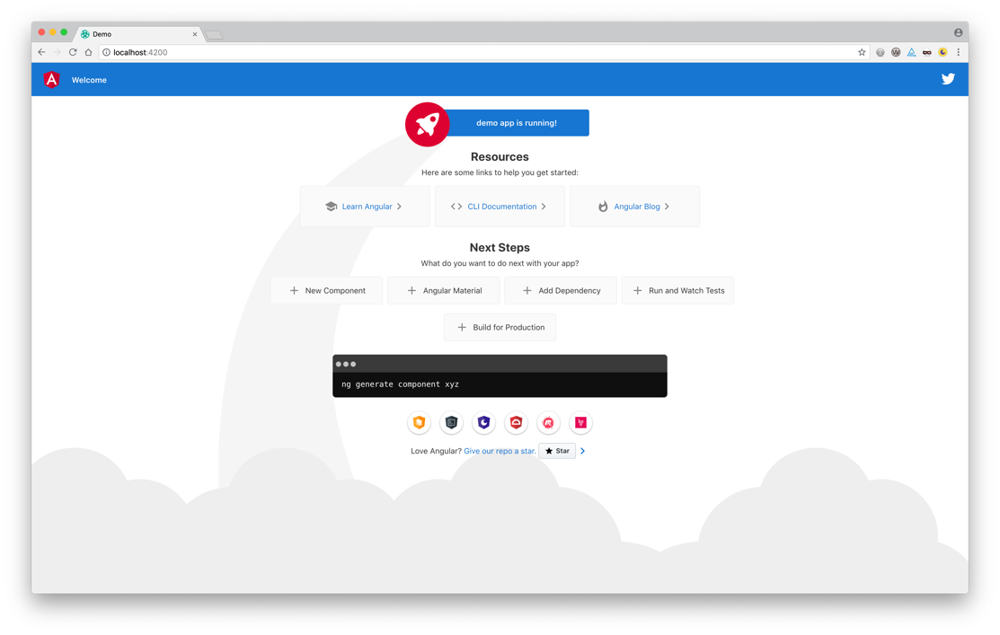 Demo
localhost:4200
Welcome
demo app is running!
Resources
Here are some links to help you get started:
Learn Angular
CLI Documentation
Angular Blog
Next Steps
What do you want to do next with your app?
New Component
Angular Material
Add Dependency
Run and Watch Tests
Build for Production
ng generate component xyz
Love Angular? Give our repo a star. Star